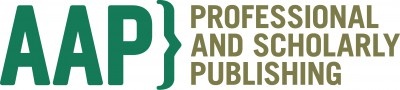 AAP} PROFESSIONAL
AND SCHOLARLY
PUBLISHING